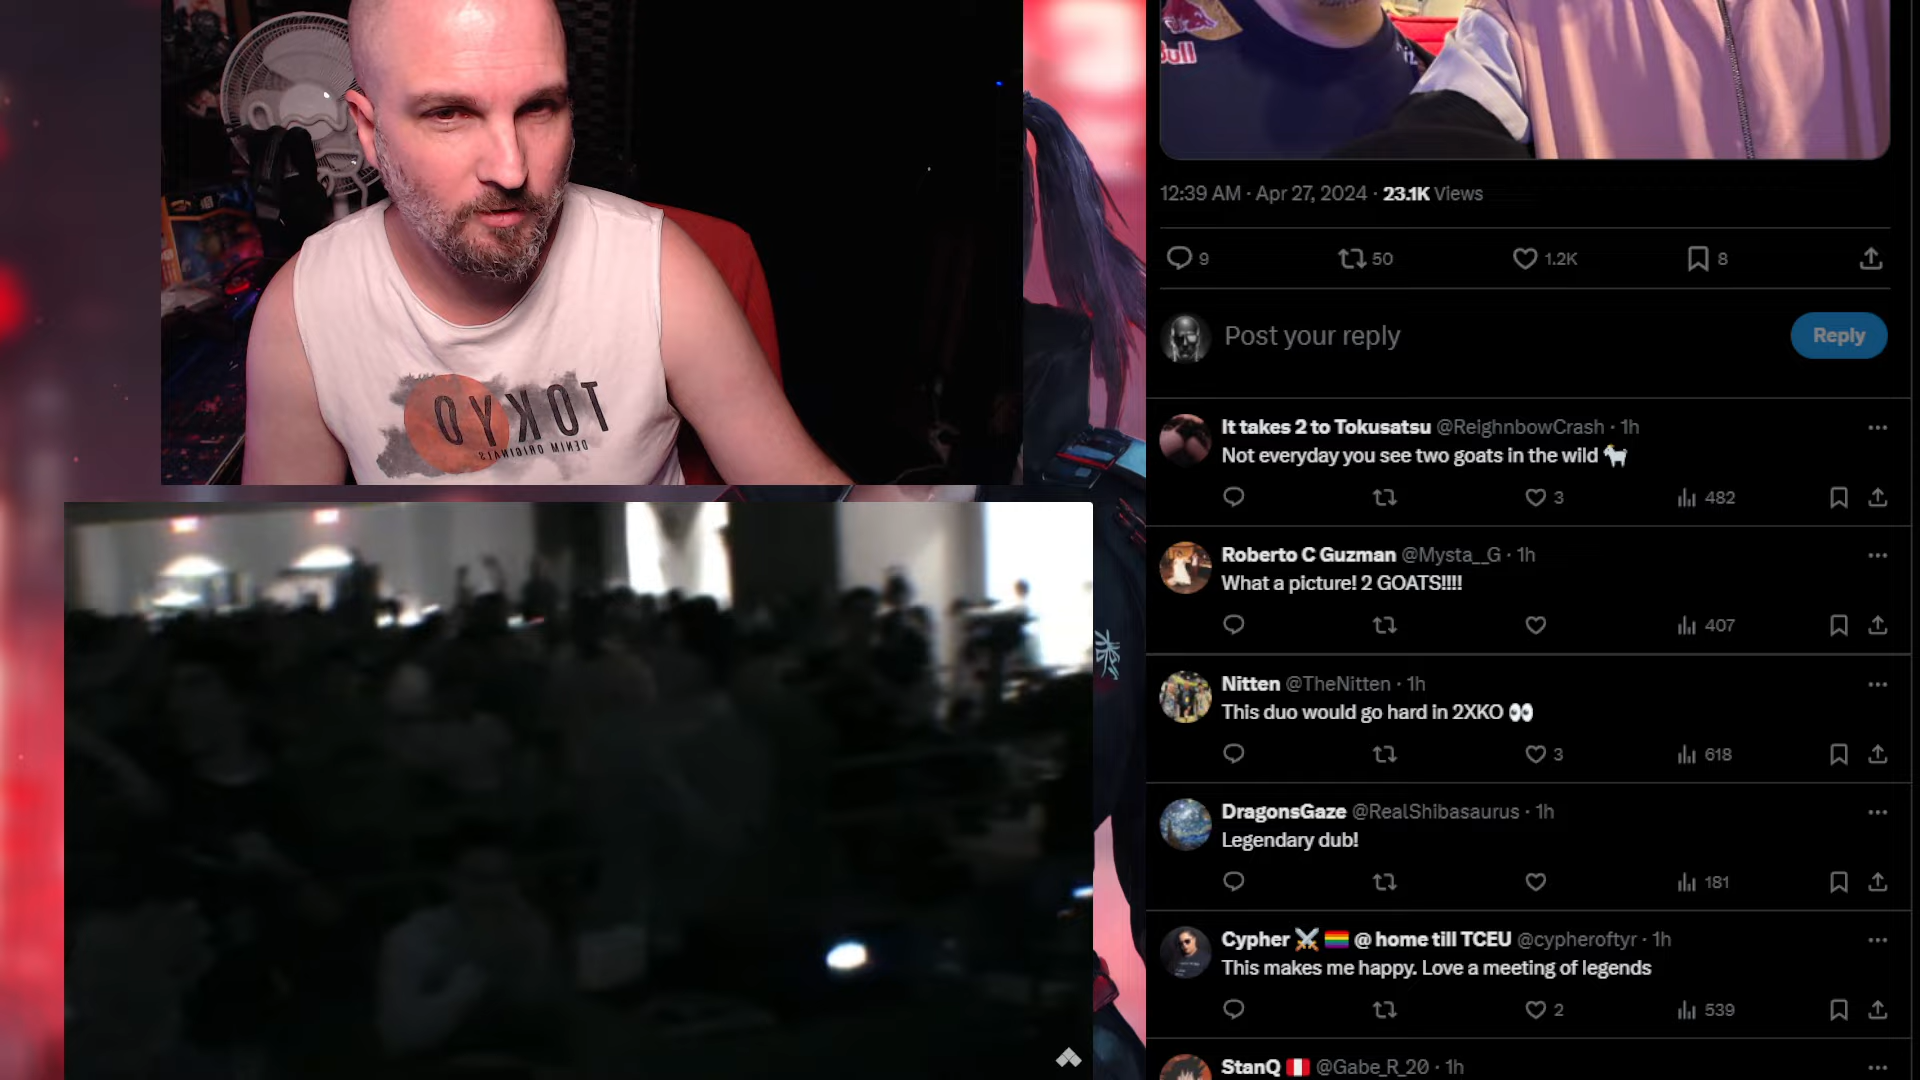 TOKYO
DENIM ORIGINALS
Bull
12:39 AM · Apr 27, 2024 · 23.1K Views
9 50 1.2K 8
Post your reply
Reply
It takes 2 to Tokusatsu @ReighnbowCrash · 1h
Not everyday you see two goats in the wild 🐐
3 482
Roberto C Guzman @Mysta__G · 1h
What a picture! 2 GOATS!!!!
407
Nitten @TheNitten · 1h
This duo would go hard in 2XKO 👀
3 618
DragonsGaze @RealShibasaurus · 1h
Legendary dub!
181
Cypher ⚔️ 🏳️‍🌈 @ home till TCEU @cypheroftyr · 1h
This makes me happy. Love a meeting of legends
2 539
StanQ 🇵🇪 @Gabe_R_20 · 1h